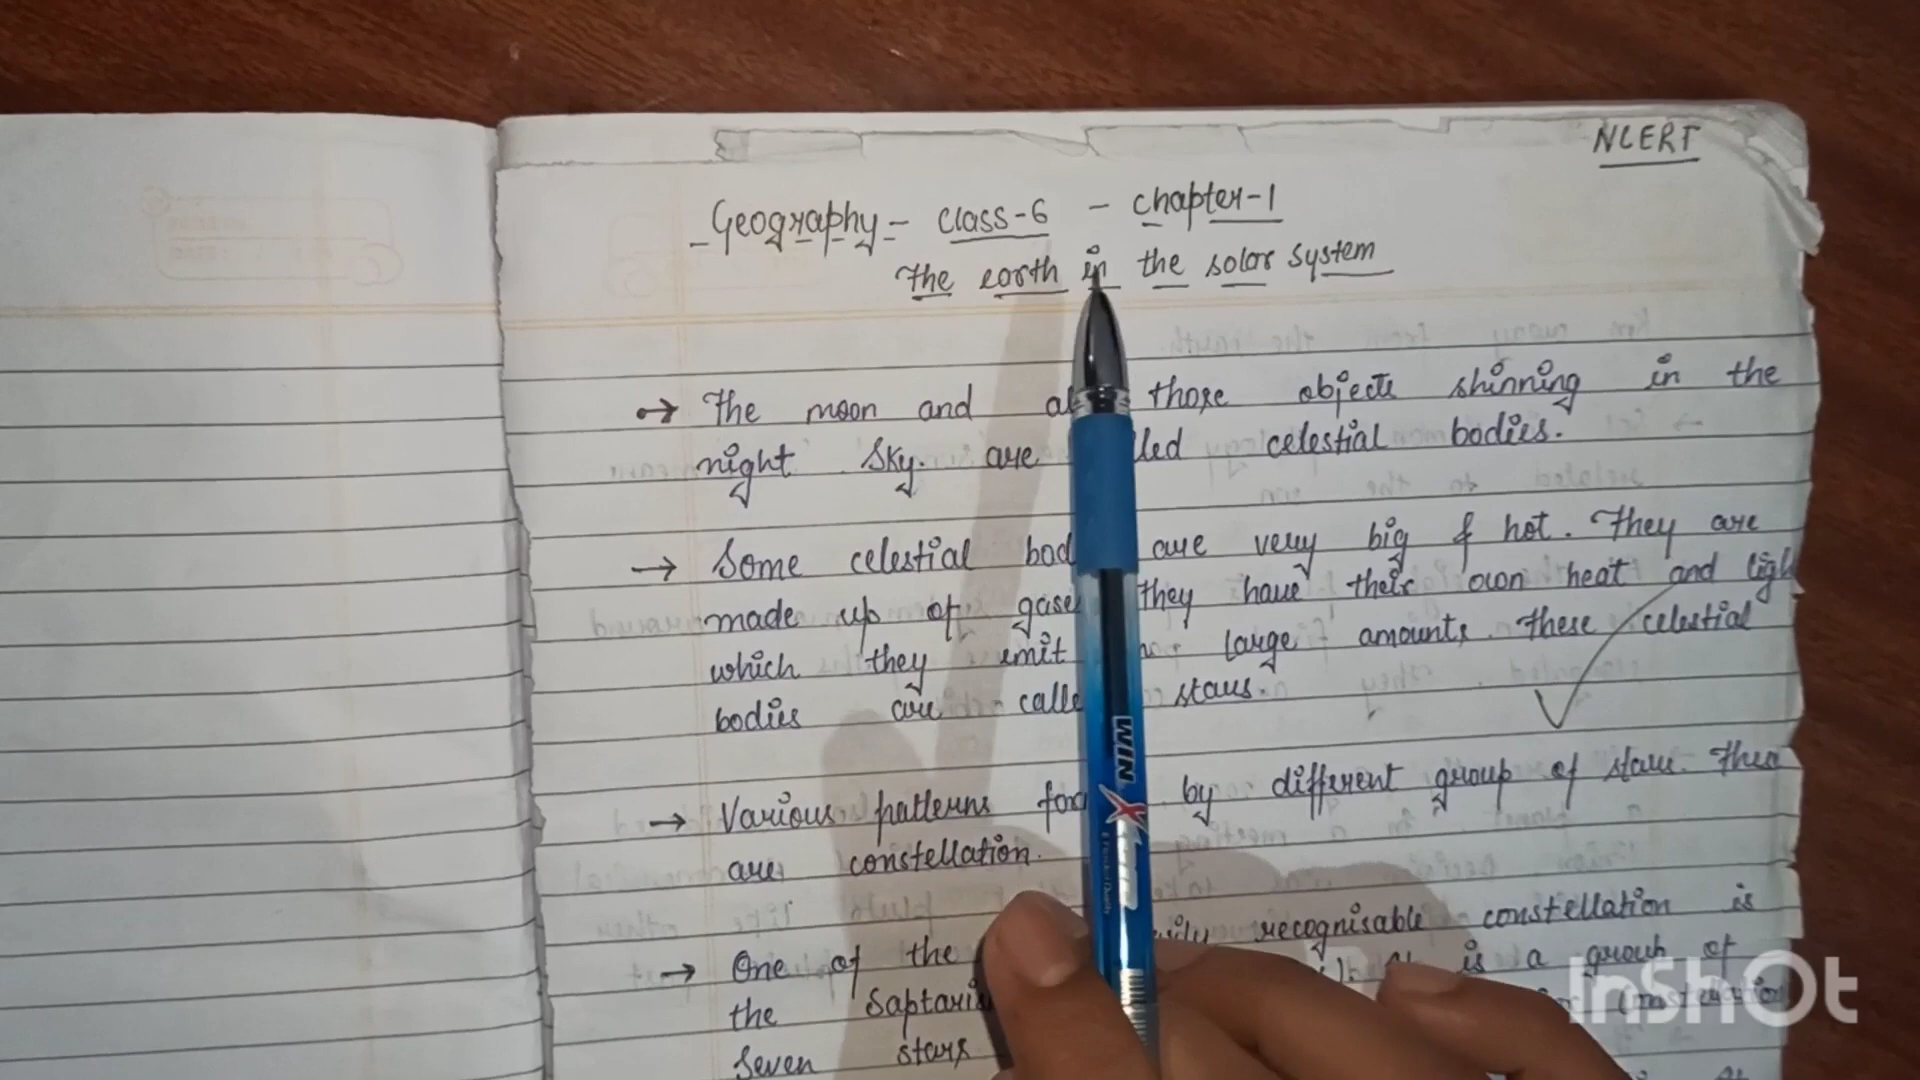 NCERT
Geography - class-6 - chapter-1
The earth in the solar system
→ The moon and those objects shinning in the
night sky. are celestial bodies.
→ Some celestial are very big & hot. They are
made up of they have their own heat and
which they emit large amounts. These celestial
bodies are stars.
→ Various patterns by different group of stars.
are constellation.
→ One of the recognisable constellation is
the is a group of
seven stars
WIN
InShOt